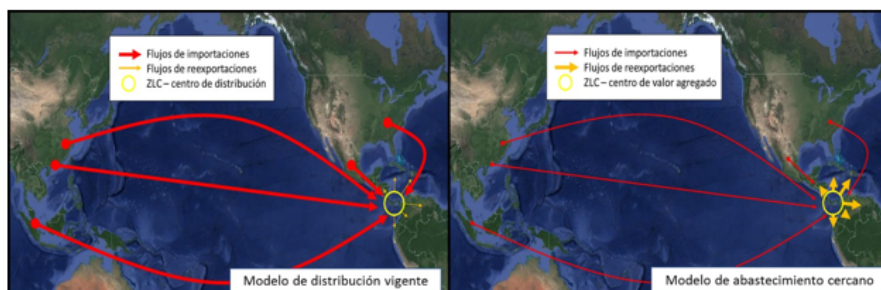 Flujos de importaciones
Flujos de reexportaciones
ZLC – centro de distribución
Modelo de distribución vigente
Flujos de importaciones
Flujos de reexportaciones
ZLC – centro de valor agregado
Modelo de abastecimiento cercano